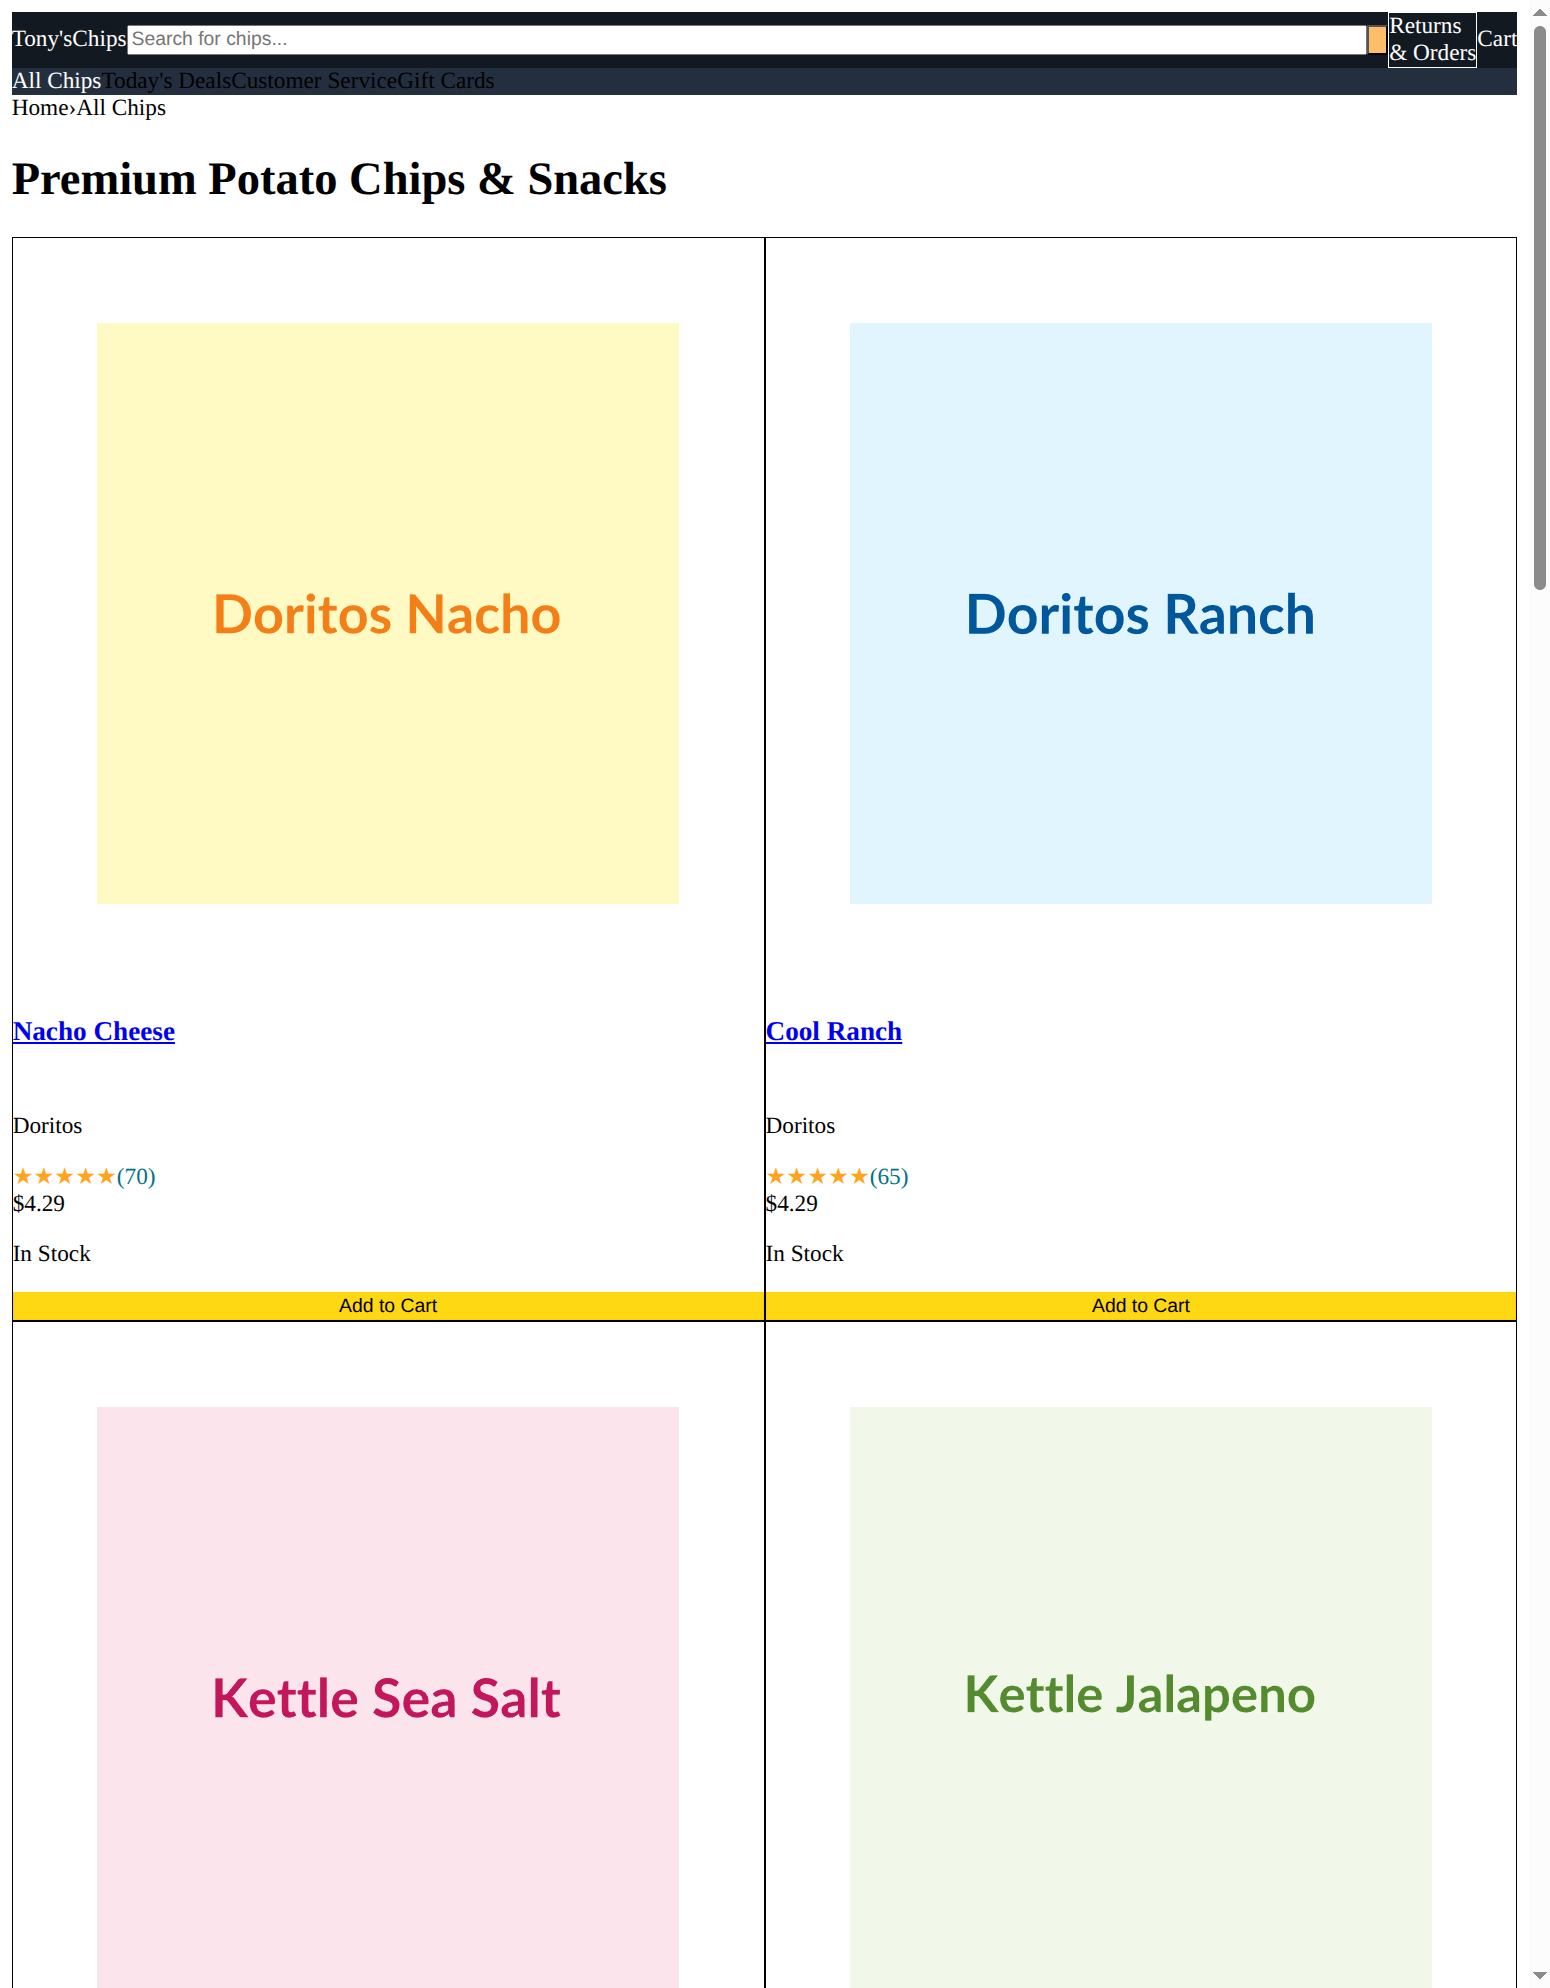 Tony'sChips Search for chips... Returns & Orders Cart
All Chips Today's Deals Customer Service Gift Cards
Home›All Chips
Premium Potato Chips & Snacks
Doritos Nacho
Nacho Cheese
Doritos
★★★★★(70)
$4.29
In Stock
Add to Cart
Doritos Ranch
Cool Ranch
Doritos
★★★★★(65)
$4.29
In Stock
Add to Cart
Kettle Sea Salt
Kettle Jalapeno